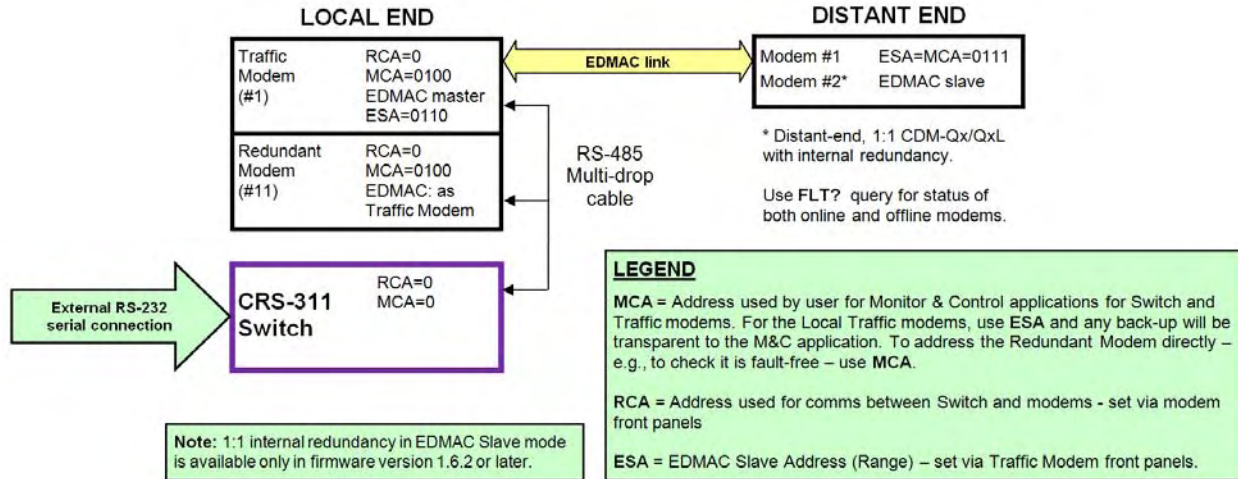 LOCAL END
Traffic
Modem
(#1)
RCA=0
MCA=0100
EDMAC master
ESA=0110
Redundant
Modem
(#11)
RCA=0
MCA=0100
EDMAC: as
Traffic Modem
EDMAC link
RS-485
Multi-drop
cable
DISTANT END
Modem #1 ESA=MCA=0111
Modem #2* EDMAC slave
* Distant-end, 1:1 CDM-Qx/QxL
with internal redundancy.
Use FLT? query for status of
both online and offline modems.
External RS-232
serial connection
CRS-311
Switch
RCA=0
MCA=0
Note: 1:1 internal redundancy in EDMAC Slave mode
is available only in firmware version 1.6.2 or later.
LEGEND
MCA = Address used by user for Monitor & Control applications for Switch and
Traffic modems. For the Local Traffic modems, use ESA and any back-up will be
transparent to the M&C application. To address the Redundant Modem directly –
e.g., to check it is fault-free – use MCA.
RCA = Address used for comms between Switch and modems - set via modem
front panels
ESA = EDMAC Slave Address (Range) – set via Traffic Modem front panels.